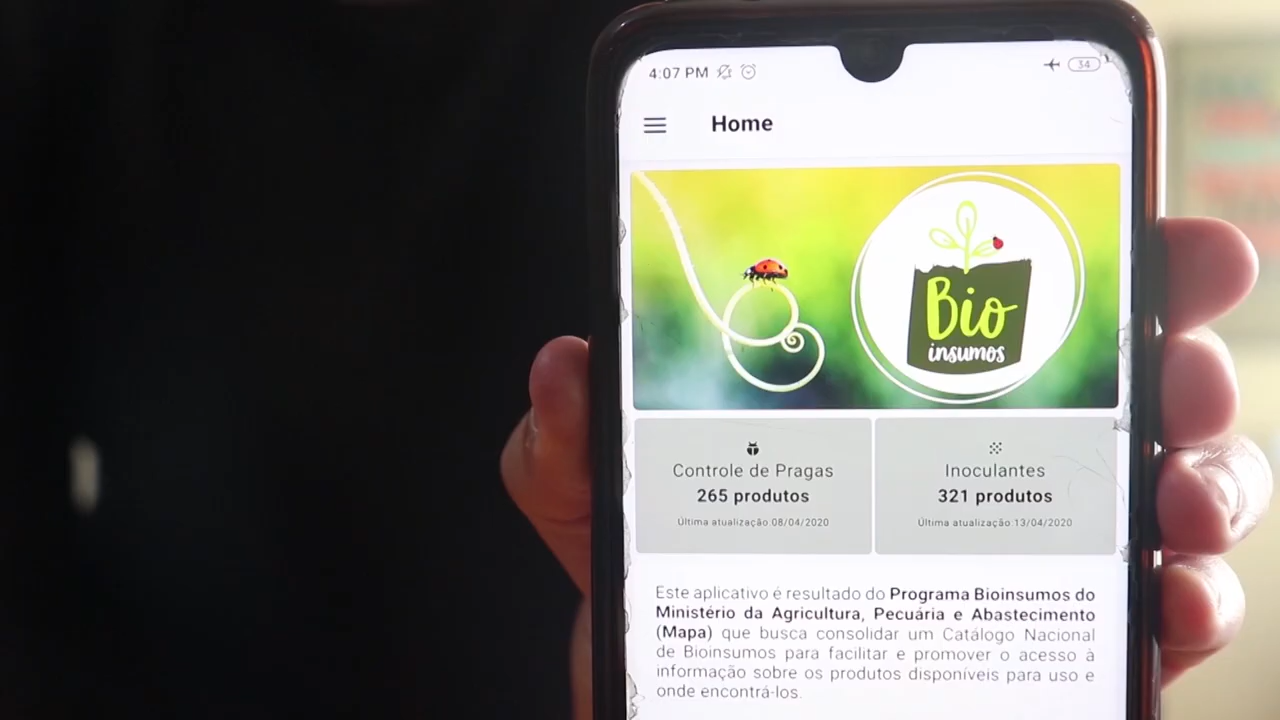 4:07 PM
34
Home
Bio
insumos
Controle de Pragas
265 produtos
Última atualização:08/04/2020
Inoculantes
321 produtos
Última atualização:13/04/2020
Este aplicativo é resultado do Programa Bioinsumos do
Ministério da Agricultura, Pecuária e Abastecimento
(Mapa) que busca consolidar um Catálogo Nacional
de Bioinsumos para facilitar e promover o acesso à
informação sobre os produtos disponíveis para uso e
onde encontrá-los.